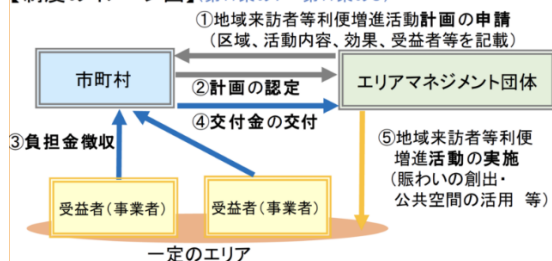 ①地域来訪者等利便増進活動計画の申請
（区域、活動内容、効果、受益者等を記載）
市町村
エリアマネジメント団体
②計画の認定
④交付金の交付
③負担金徴収
⑤地域来訪者等利便
増進活動の実施
（賑わいの創出・
公共空間の活用 等）
受益者（事業者）
受益者（事業者）
一定のエリア